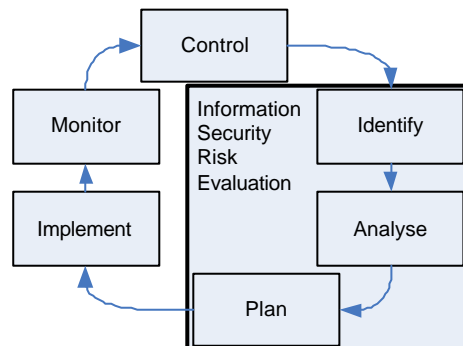 Control
Information
Security
Risk
Evaluation
Identify
Monitor
Implement
Analyse
Plan